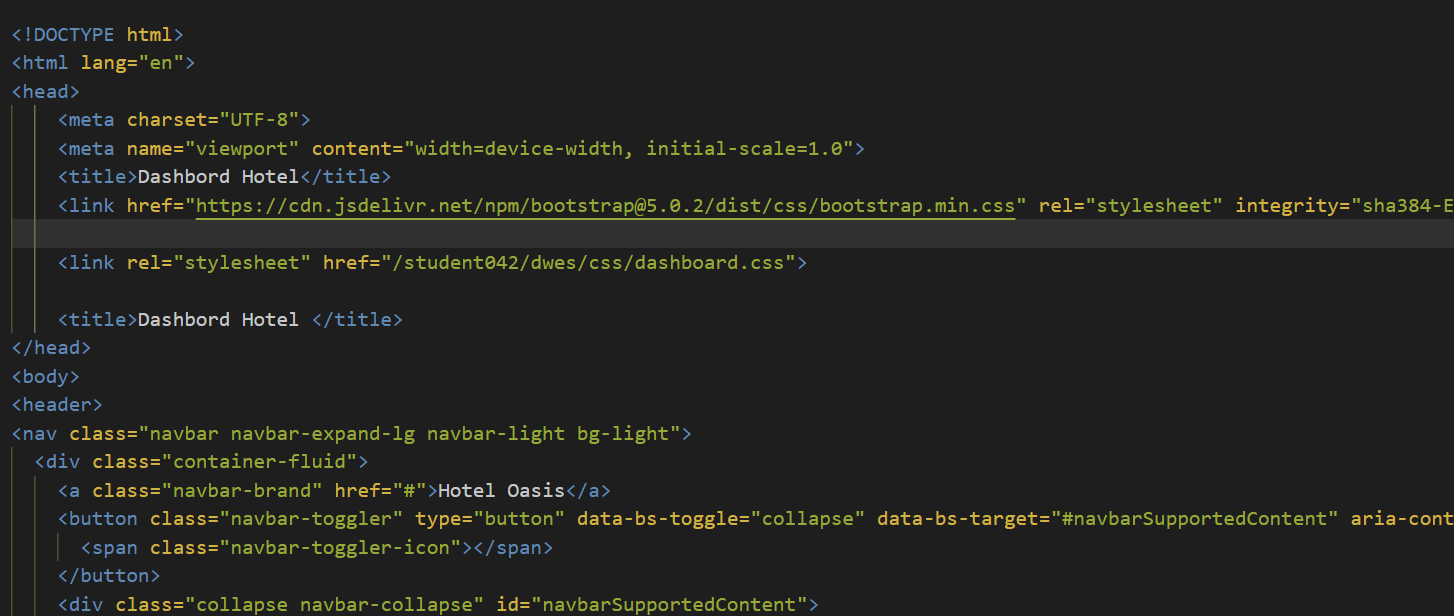 <!DOCTYPE html>
<html lang="en">
<head>
    <meta charset="UTF-8">
    <meta name="viewport" content="width=device-width, initial-scale=1.0">
    <title>Dashbord Hotel</title>
    <link href="https://cdn.jsdelivr.net/npm/bootstrap@5.0.2/dist/css/bootstrap.min.css" rel="stylesheet" integrity="sha384-E
    <link rel="stylesheet" href="/student042/dwes/css/dashboard.css">
    <title>Dashbord Hotel </title>
</head>
<body>
<header>
<nav class="navbar navbar-expand-lg navbar-light bg-light">
  <div class="container-fluid">
    <a class="navbar-brand" href="#">Hotel Oasis</a>
    <button class="navbar-toggler" type="button" data-bs-toggle="collapse" data-bs-target="#navbarSupportedContent" aria-cont
      <span class="navbar-toggler-icon"></span>
    </button>
    <div class="collapse navbar-collapse" id="navbarSupportedContent">